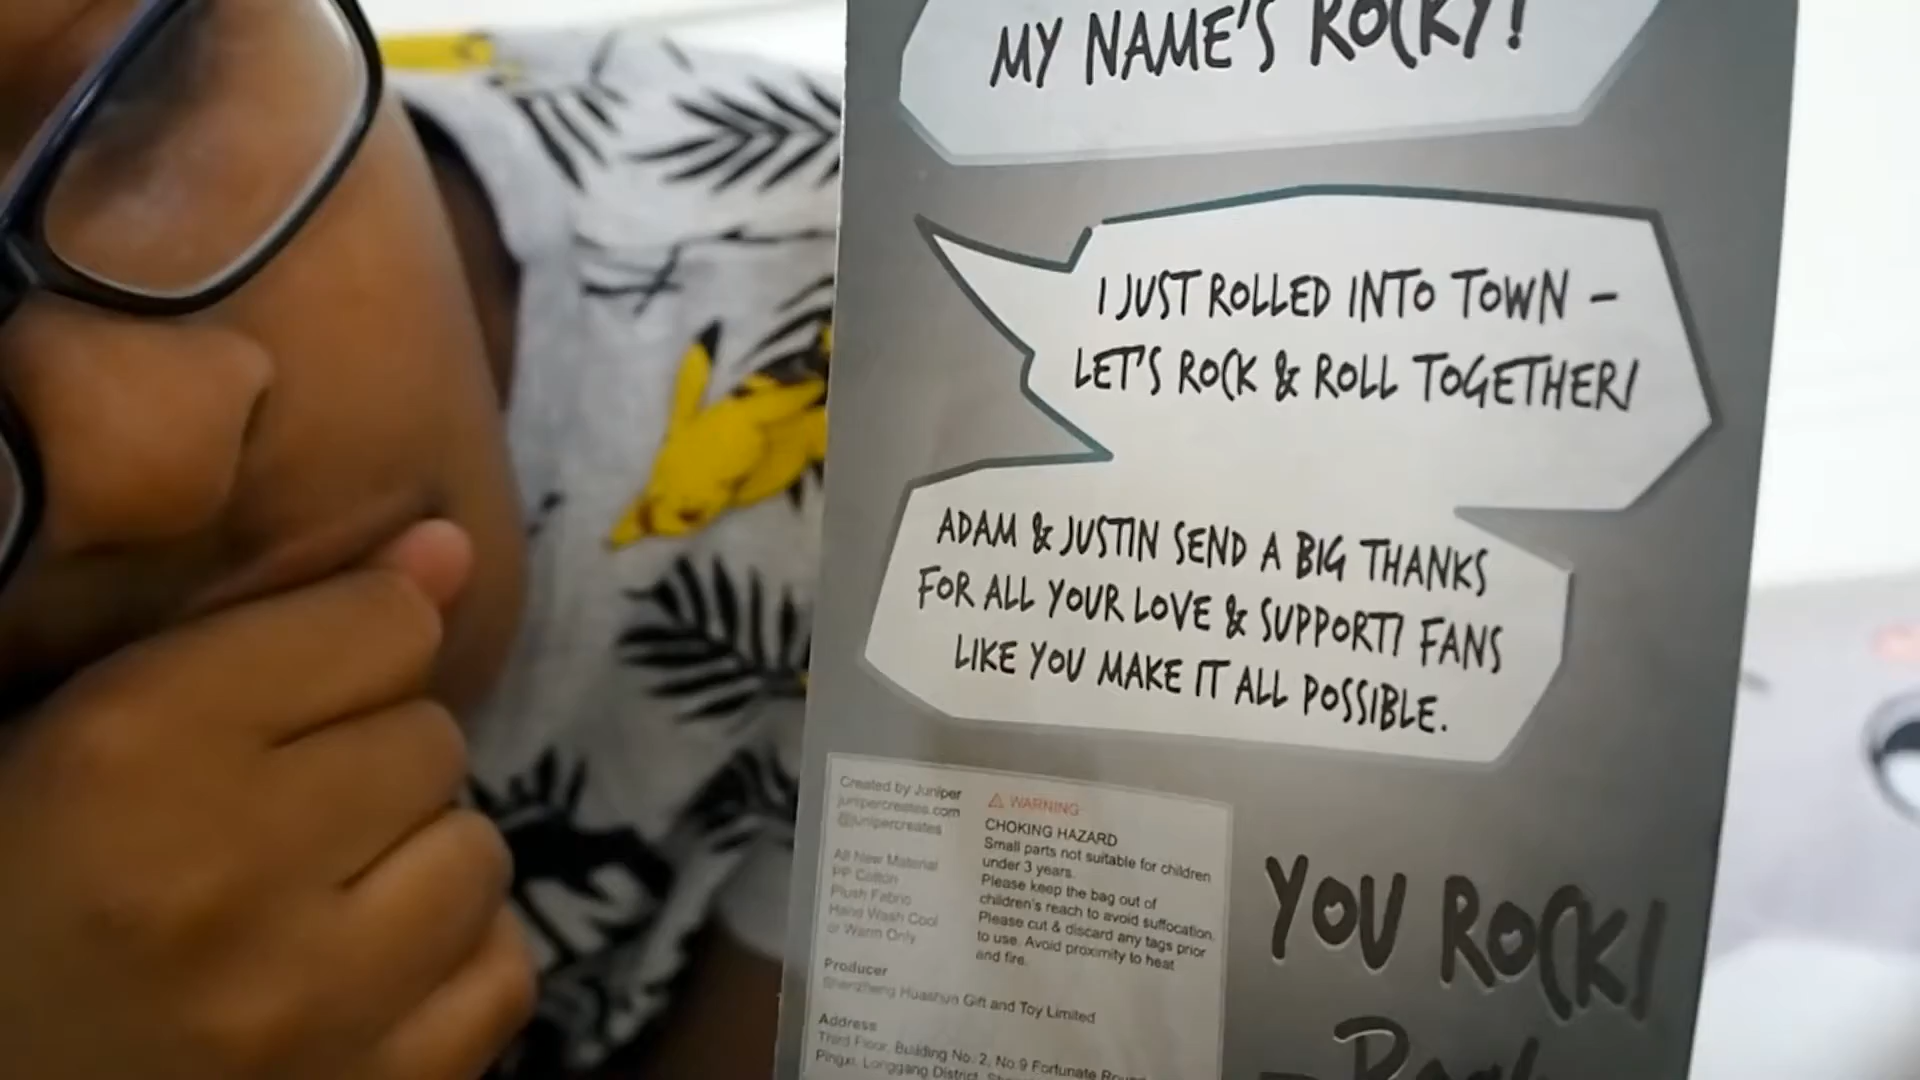 MY NAME'S ROCKY!
I JUST ROLLED INTO TOWN –
LET'S ROCK & ROLL TOGETHER!
ADAM & JUSTIN SEND A BIG THANKS
FOR ALL YOUR LOVE & SUPPORT! FANS
LIKE YOU MAKE IT ALL POSSIBLE.
Created by Juniper
junipercreates.com
@junipercreates
All New Material
PP Cotton
Plush Fabric
Hand Wash Cool
or Warm Only
Producer
Shenzheng Huashun Gift and Toy Limited
Address
Third Floor, Building No. 2, No.9 Fortunate
Pingxi, Longgang District,
WARNING:
CHOKING HAZARD
Small parts not suitable for children
under 3 years.
Please keep the bag out of
children's reach to avoid suffocation.
Please cut & discard any tags prior
to use. Avoid proximity to heat
and fire.
YOU ROCK!